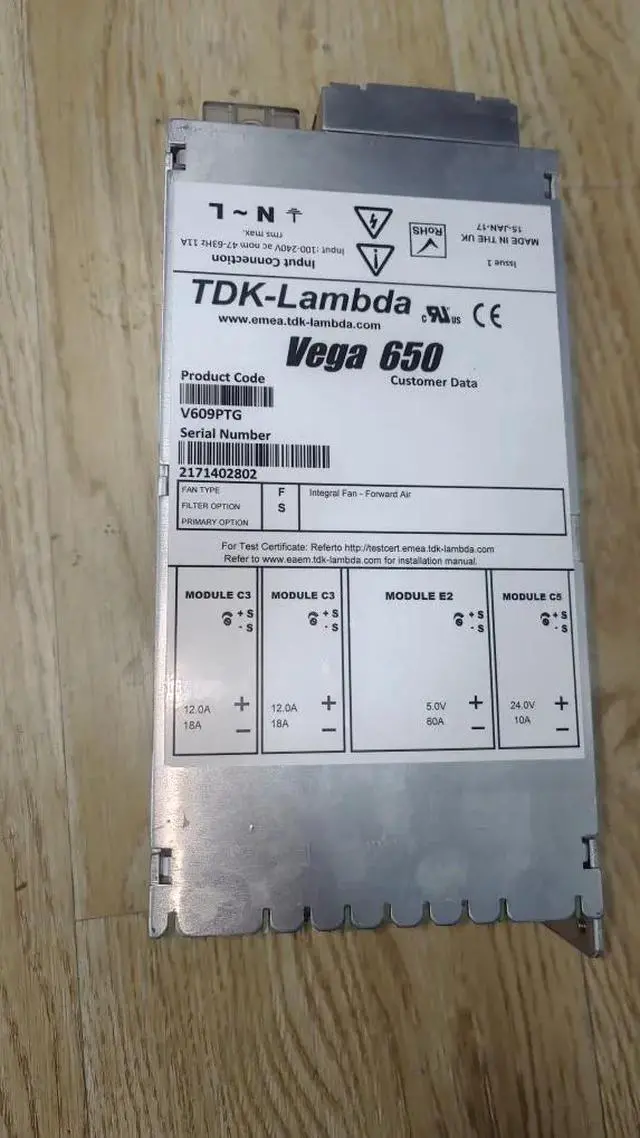 L ~ N ⏚
Input Connection
Input :100-240V ac nom 47-63Hz 11A
rms max.
RoHS
Issue 1
MADE IN THE UK
15-JAN-17
TDK-Lambda
c RU US CE
www.emea.tdk-lambda.com
Vega 650
Product Code
Customer Data
V609PTG
Serial Number
2171402802
FAN TYPE F Integral Fan - Forward Air
FILTER OPTION S
PRIMARY OPTION
For Test Certificate: Referto http://testcert.emea.tdk-lambda.com
Refer to www.eaem.tdk-lambda.com for installation manual.
MODULE C3 MODULE C3 MODULE E2 MODULE C5
+ S + S + S + S
- S - S - S - S
12.0A + 12.0A + 5.0V + 24.0V +
18A − 18A − 60A − 10A −